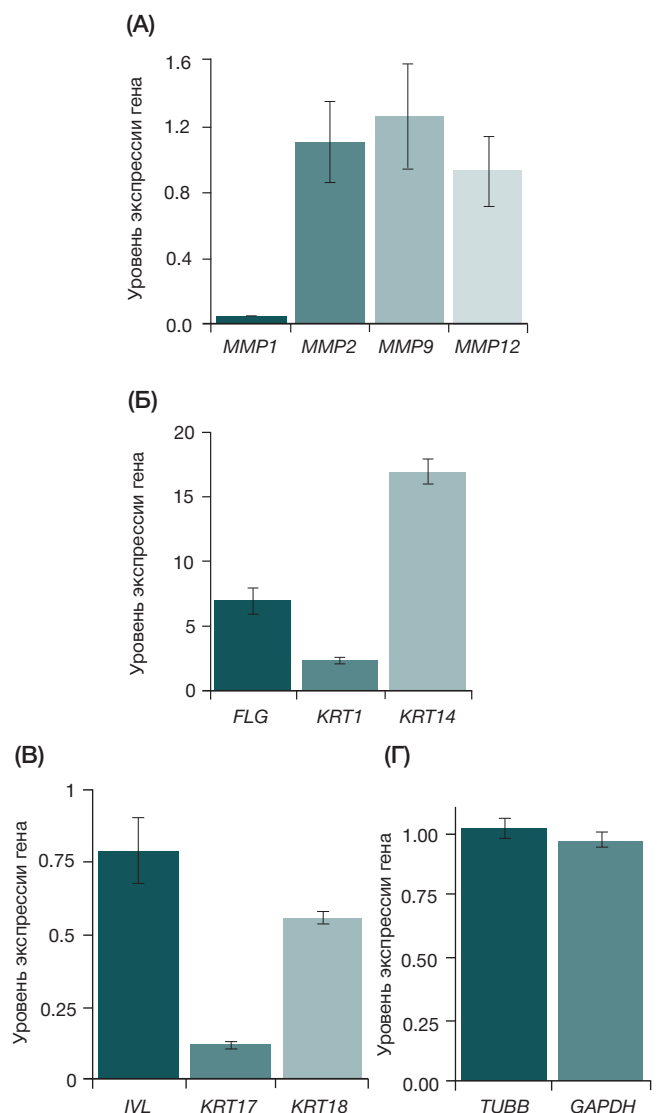 (А)
Уровень экспрессии гена
1.6
1.2
0.8
0.4
0.0
MMP1 MMP2 MMP9 MMP12
(Б)
Уровень экспрессии гена
20
15
10
5
0
FLG KRT1 KRT14
(В)
Уровень экспрессии гена
1
0.75
0.5
0.25
0
IVL KRT17 KRT18
(Г)
Уровень экспрессии гена
1.00
0.75
0.50
0.25
0.00
TUBB GAPDH